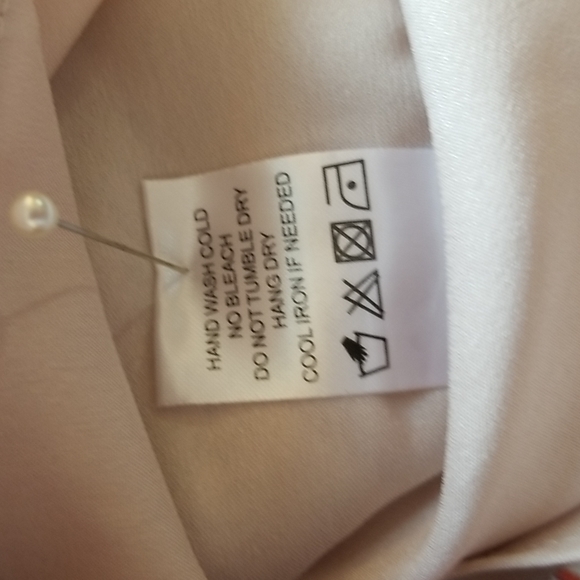 HAND WASH COLD
NO BLEACH
DO NOT TUMBLE DRY
HANG DRY
COOL IRON IF NEEDED